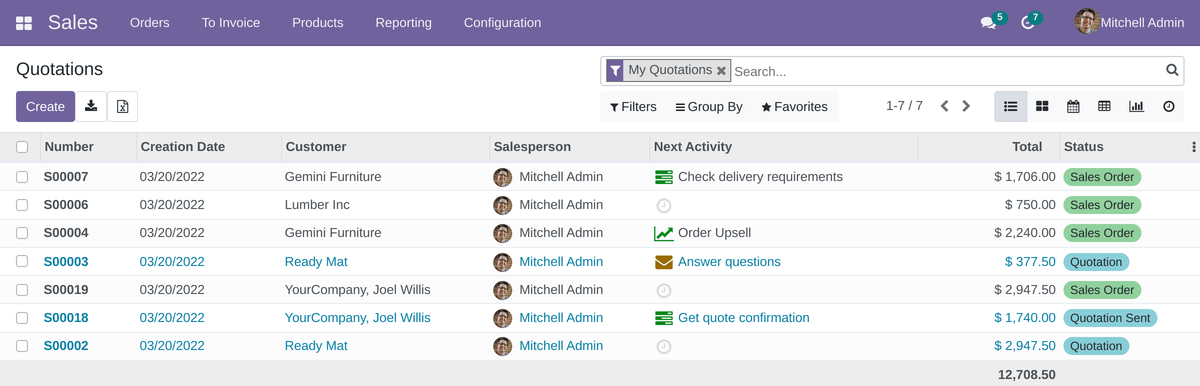 Sales Orders To Invoice Products Reporting Configuration 5 7 Mitchell Admin
Quotations My Quotations Search...
Create Filters Group By Favorites 1-7 / 7
Number Creation Date Customer Salesperson Next Activity Total Status
S00007 03/20/2022 Gemini Furniture Mitchell Admin Check delivery requirements $ 1,706.00 Sales Order
S00006 03/20/2022 Lumber Inc Mitchell Admin $ 750.00 Sales Order
S00004 03/20/2022 Gemini Furniture Mitchell Admin Order Upsell $ 2,240.00 Sales Order
S00003 03/20/2022 Ready Mat Mitchell Admin Answer questions $ 377.50 Quotation
S00019 03/20/2022 YourCompany, Joel Willis Mitchell Admin $ 2,947.50 Sales Order
S00018 03/20/2022 YourCompany, Joel Willis Mitchell Admin Get quote confirmation $ 1,740.00 Quotation Sent
S00002 03/20/2022 Ready Mat Mitchell Admin $ 2,947.50 Quotation
12,708.50